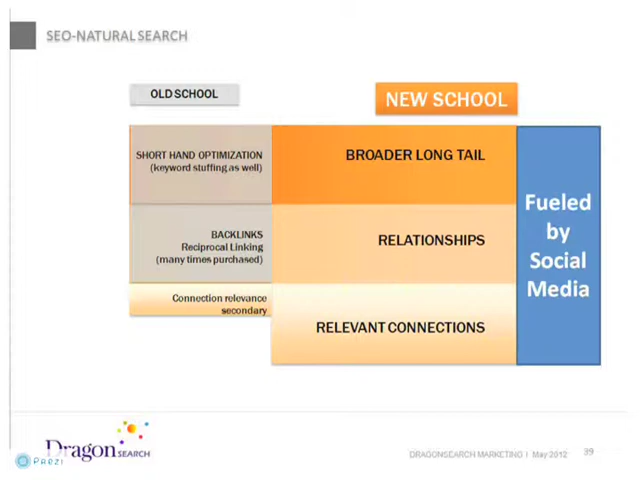 SEO-NATURAL SEARCH
OLD SCHOOL
NEW SCHOOL
SHORT HAND OPTIMIZATION
(keyword stuffing as well)
BROADER LONG TAIL
BACKLINKS
Reciprocal Linking
(many times purchased)
RELATIONSHIPS
Connection relevance
secondary
RELEVANT CONNECTIONS
Fueled
by
Social
Media
Dragon SEARCH
Prezi
DRAGONSEARCH MARKETING | May 2012
39